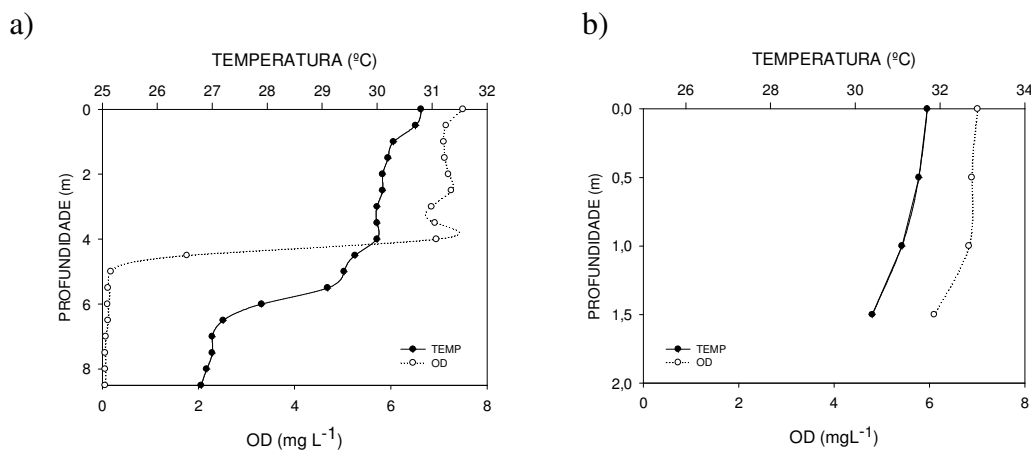 a)
TEMPERATURA (ºC)
25 26 27 28 29 30 31 32
0
2
4
6
8
PROFUNDIDADE (m)
TEMP
OD
0 2 4 6 8
OD (mg L-1)
b)
TEMPERATURA (ºC)
26 28 30 32 34
0,0
0,5
1,0
1,5
2,0
PROFUNDIDADE (m)
TEMP
OD
0 2 4 6 8
OD (mgL-1)